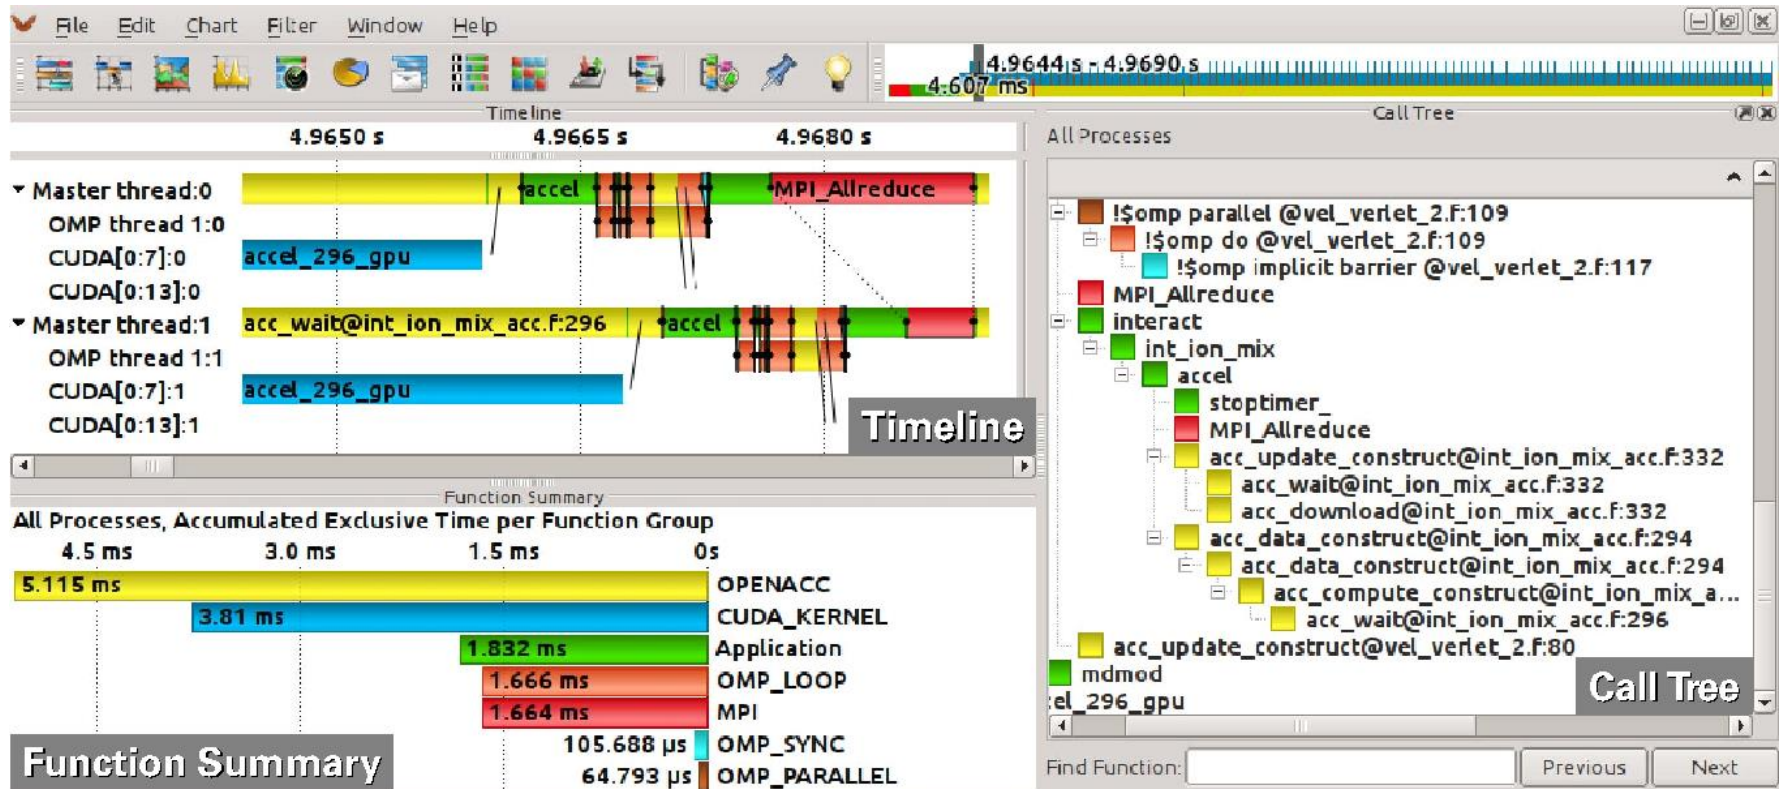 File Edit Chart Filter Window Help
4.9644 s - 4.9690 s
4.607 ms
Timeline
4.9650 s 4.9665 s 4.9680 s
Master thread:0
accel MPI_Allreduce
OMP thread 1:0
CUDA[0:7]:0
accel_296_gpu
CUDA[0:13]:0
Master thread:1
acc_wait@int_ion_mix_acc.f:296 accel
OMP thread 1:1
CUDA[0:7]:1
accel_296_gpu
CUDA[0:13]:1
Timeline
Function Summary
All Processes, Accumulated Exclusive Time per Function Group
4.5 ms 3.0 ms 1.5 ms 0s
5.115 ms OPENACC
3.81 ms CUDA_KERNEL
1.832 ms Application
1.666 ms OMP_LOOP
1.664 ms MPI
105.688 µs OMP_SYNC
64.793 µs OMP_PARALLEL
Function Summary
Call Tree
All Processes
!$omp parallel @vel_verlet_2.f:109
!$omp do @vel_verlet_2.f:109
!$omp implicit barrier @vel_verlet_2.f:117
MPI_Allreduce
interact
int_ion_mix
accel
stoptimer_
MPI_Allreduce
acc_update_construct@int_ion_mix_acc.f:332
acc_wait@int_ion_mix_acc.f:332
acc_download@int_ion_mix_acc.f:332
acc_data_construct@int_ion_mix_acc.f:294
acc_data_construct@int_ion_mix_acc.f:294
acc_compute_construct@int_ion_mix_a...
acc_wait@int_ion_mix_acc.f:296
acc_update_construct@vel_verlet_2.f:80
mdmod
el_296_gpu
Call Tree
Find Function: Previous Next